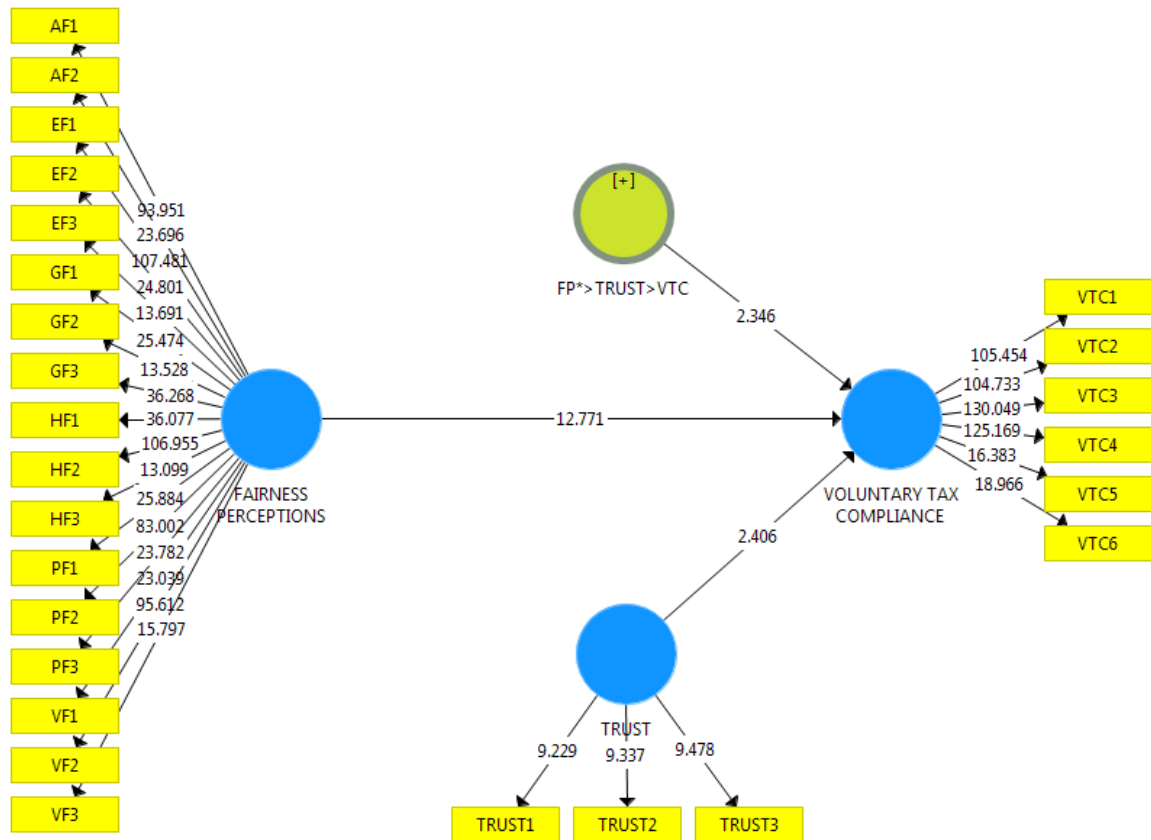 AF1
AF2
EF1
EF2
EF3
GF1
GF2
GF3
HF1
HF2
HF3
PF1
PF2
PF3
VF1
VF2
VF3
93.951
23.696
107.481
24.801
13.691
25.474
13.528
36.268
36.077
106.955
13.099
25.884
83.002
23.782
23.039
95.612
15.797
FAIRNESS
PERCEPTIONS
[+]
FP*>TRUST>VTC
2.346
12.771
2.406
TRUST
9.229
9.337
9.478
TRUST1
TRUST2
TRUST3
VOLUNTARY TAX
COMPLIANCE
105.454
104.733
130.049
125.169
16.383
18.966
VTC1
VTC2
VTC3
VTC4
VTC5
VTC6